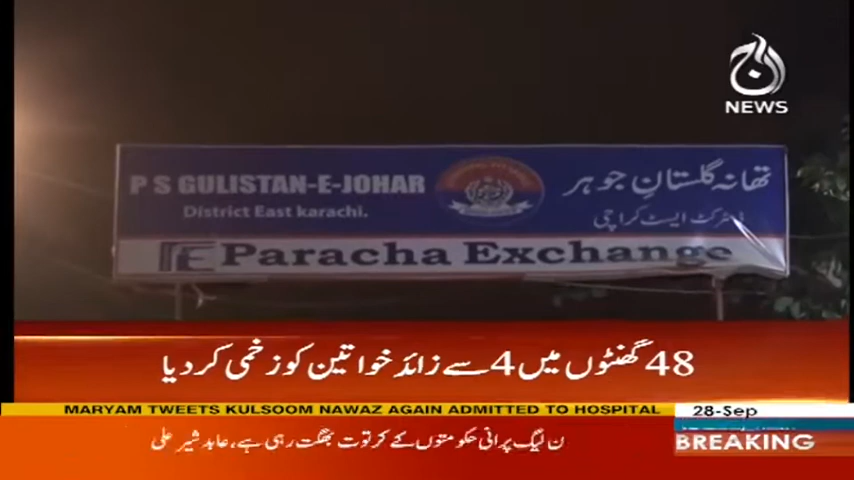 آج
NEWS
P S GULISTAN-E-JOHAR
تھانہ گلستانِ جوہر
District East karachi.
ڈسٹرکٹ ایسٹ کراچی
Paracha Exchange
48 گھنٹوں میں 4 سے زائد خواتین کو زخمی کر دیا
MARYAM TWEETS KULSOOM NAWAZ AGAIN ADMITTED TO HOSPITAL
28-Sep
ن لیگ پرانی حکومتوں کے کرتوت بھگت رہی ہے، عابد شیر علی
BREAKING